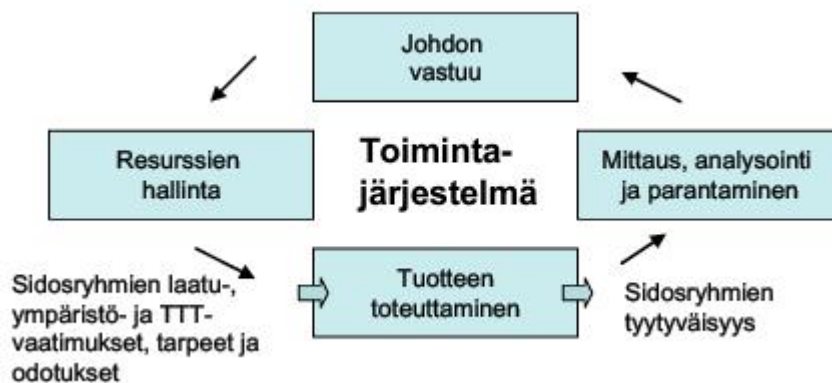 Johdon
vastuu
Resurssien
hallinta
Toiminta-
järjestelmä
Mittaus, analysointi
ja parantaminen
Sidosryhmien laatu-,
ympäristö- ja TTT-
vaatimukset, tarpeet ja
odotukset
Tuotteen
toteuttaminen
Sidosryhmien
tyytyväisyys